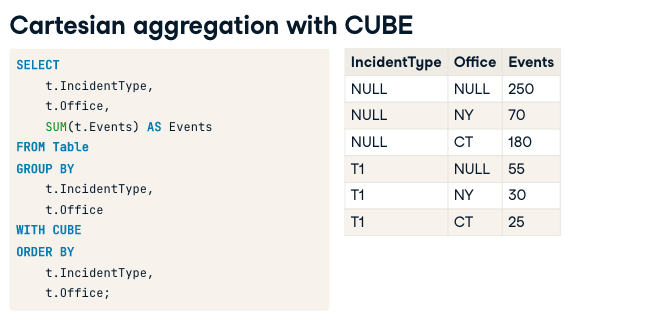 Cartesian aggregation with CUBE
SELECT
t.IncidentType,
t.Office,
SUM(t.Events) AS Events
FROM Table
GROUP BY
t.IncidentType,
t.Office
WITH CUBE
ORDER BY
t.IncidentType,
t.Office;
IncidentType Office Events
NULL NULL 250
NULL NY 70
NULL CT 180
T1 NULL 55
T1 NY 30
T1 CT 25